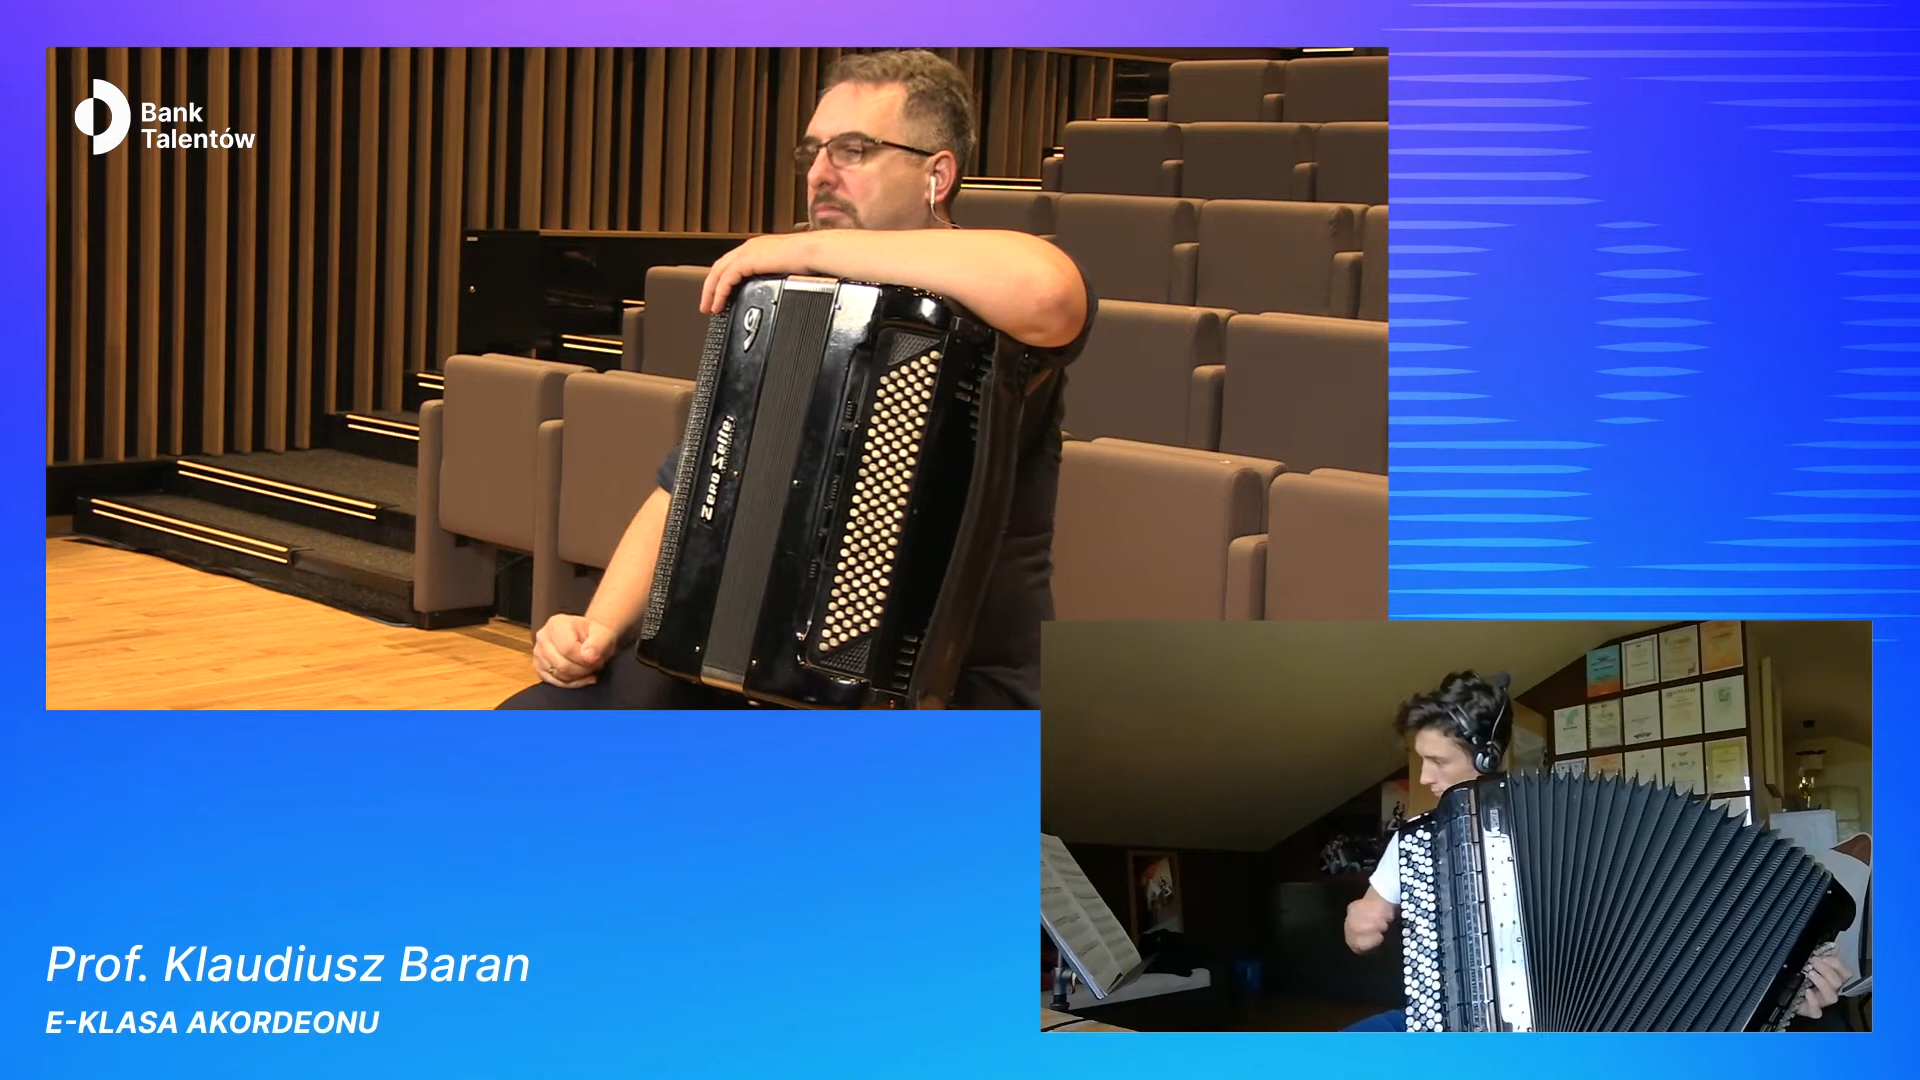 Bank
Talentów
Zero Sette
Prof. Klaudiusz Baran
E-KLASA AKORDEONU